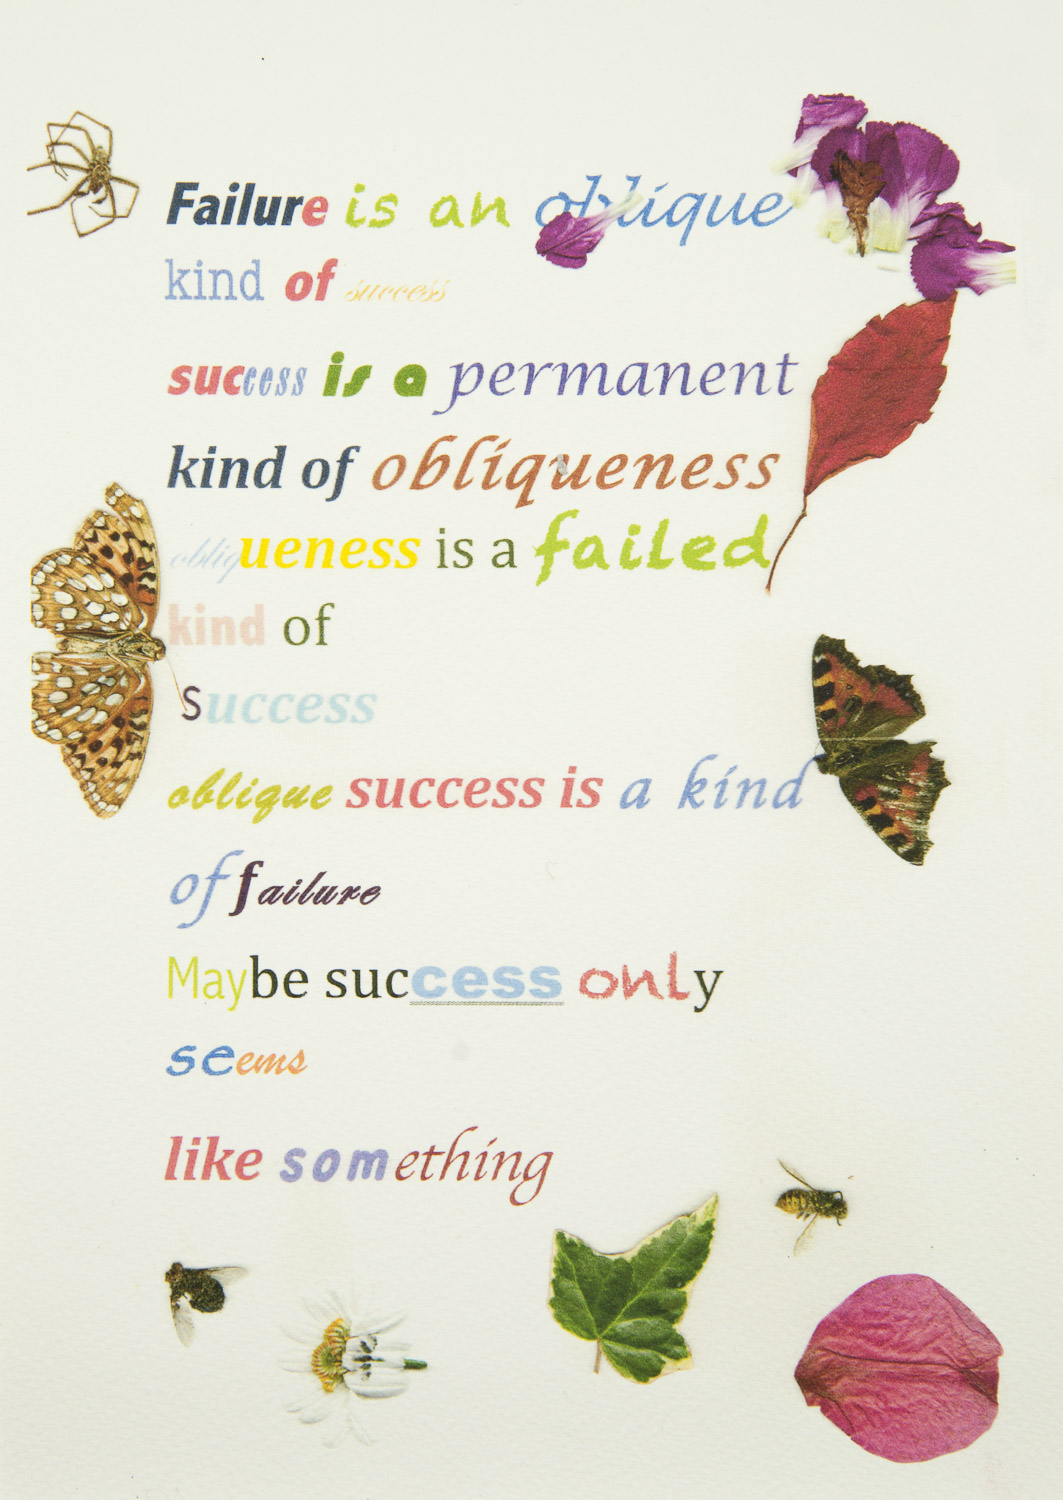 Failure is an oblique
kind of success
success is a permanent
kind of obliqueness
obliqueness is a failed
kind of
Success
oblique success is a kind
of failure
Maybe success only
seems
like something